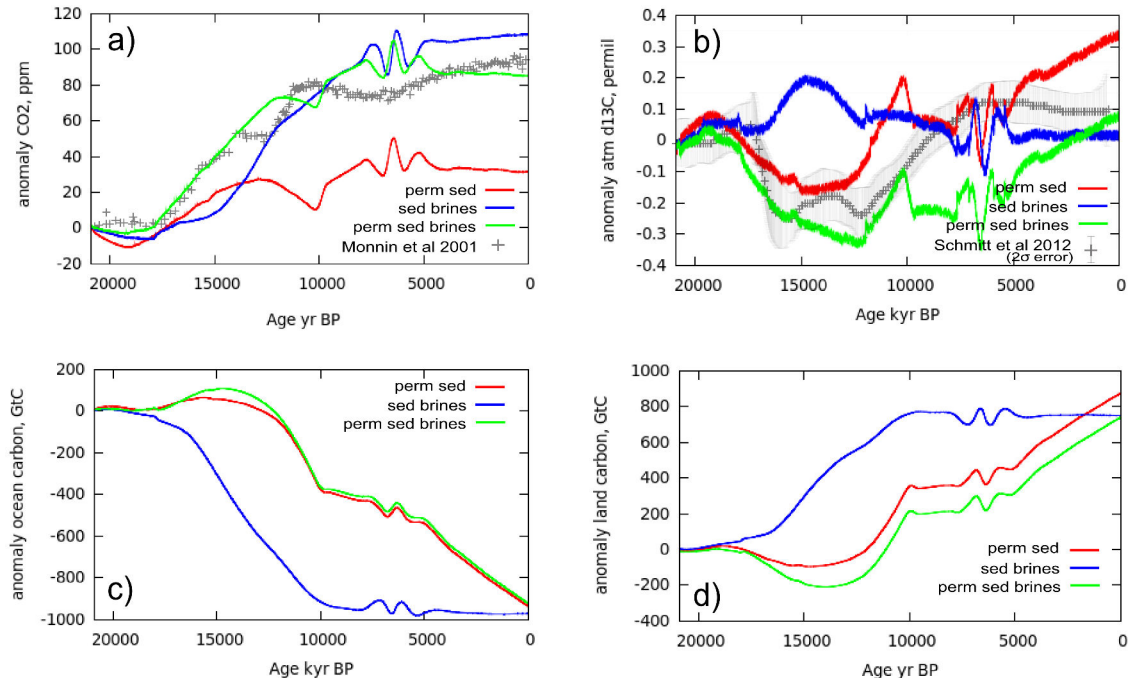 a)
anomaly CO2, ppm
120
100
80
60
40
20
0
-20
perm sed
sed brines
perm sed brines
Monnin et al 2001
20000 15000 10000 5000 0
Age yr BP
b)
anomaly atm d13C, permil
0.4
0.3
0.2
0.1
0
-0.1
-0.2
-0.3
-0.4
perm sed
sed brines
perm sed brines
Schmitt et al 2012
(2σ error)
20000 15000 10000 5000 0
Age kyr BP
c)
anomaly ocean carbon, GtC
200
0
-200
-400
-600
-800
-1000
perm sed
sed brines
perm sed brines
20000 15000 10000 5000 0
Age kyr BP
d)
anomaly land carbon, GtC
1000
800
600
400
200
0
-200
-400
perm sed
sed brines
perm sed brines
20000 15000 10000 5000 0
Age yr BP